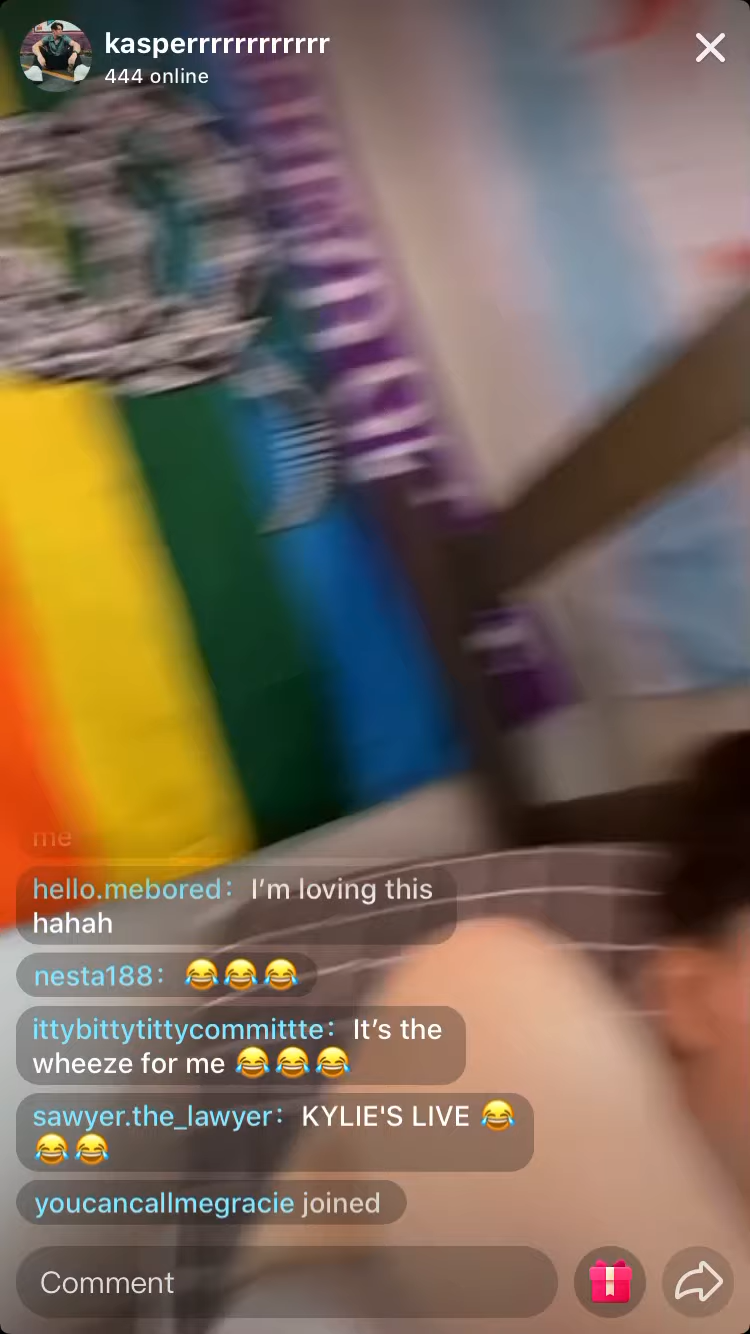 kasperrrrrrrrrrrr
444 online
me
hello.mebored: I’m loving this
hahah
nesta188: 😂😂😂
ittybittytittycommittte: It’s the
wheeze for me 😂😂😂
sawyer.the_lawyer: KYLIE'S LIVE 😂
😂😂
youcancallmegracie joined
Comment